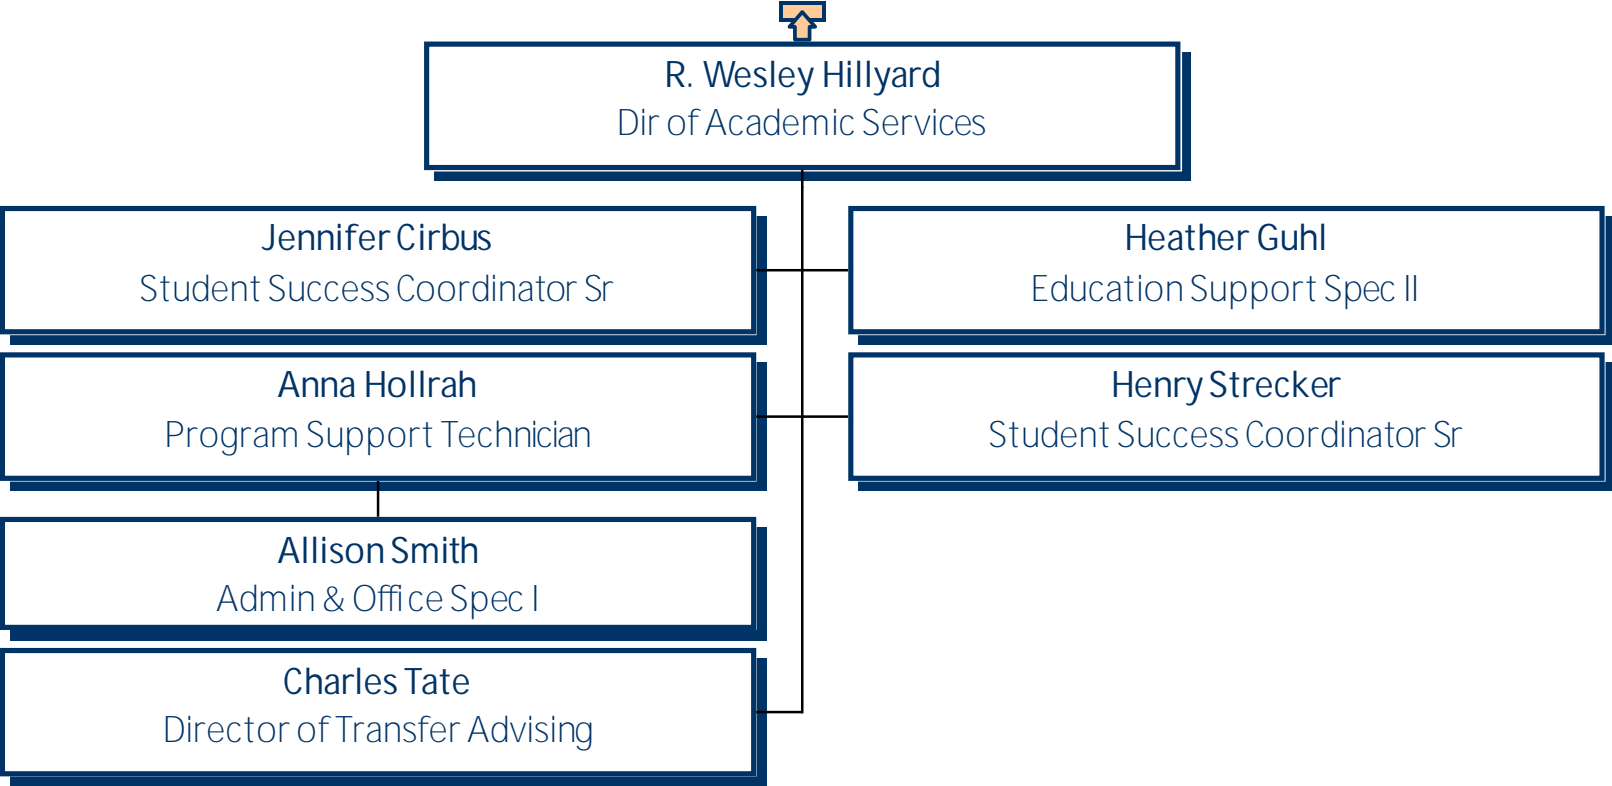 R. Wesley Hillyard
Dir of Academic Services
Jennifer Cirbus
Student Success Coordinator Sr
Heather Guhl
Education Support Spec II
Anna Hollrah
Program Support Technician
Henry Strecker
Student Success Coordinator Sr
Allison Smith
Admin & Office Spec I
Charles Tate
Director of Transfer Advising